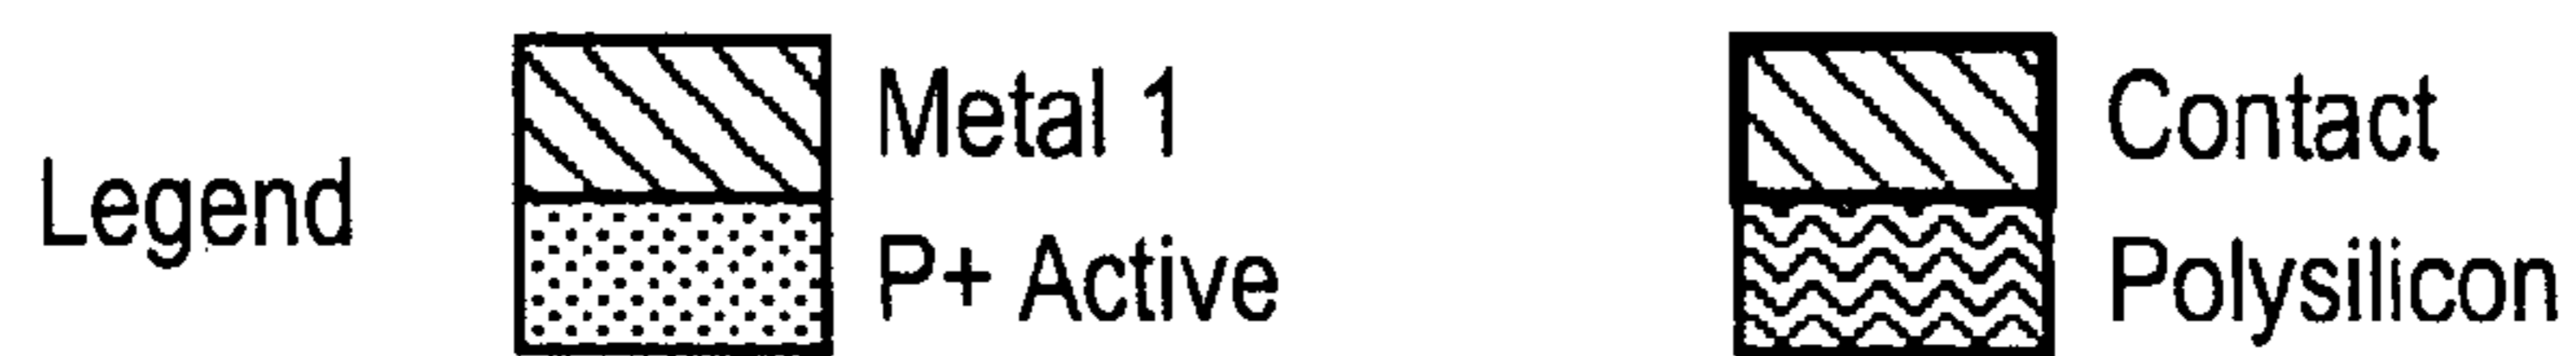 Legend
Metal 1
P+ Active
Contact
Polysilicon